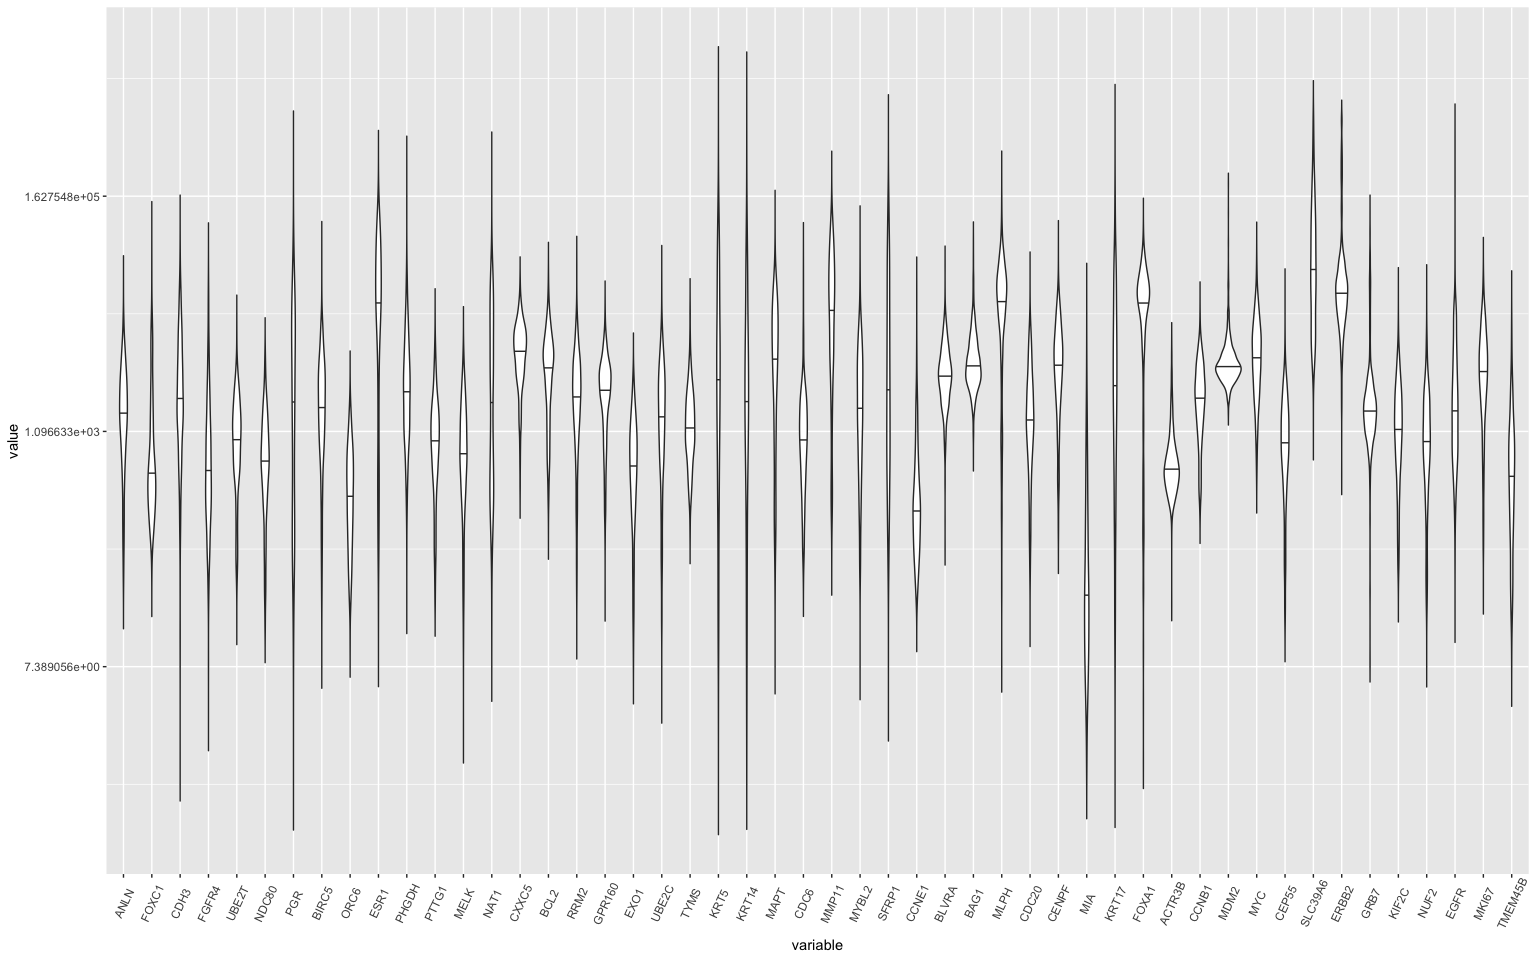 value
1.627548e+05
1.096633e+03
7.389056e+00
ANLN
FOXC1
CDH3
FGFR4
UBE2T
NDC80
PGR
BIRC5
ORC6
ESR1
PHGDH
PTTG1
MELK
NAT1
CXXC5
BCL2
RRM2
GPR160
EXO1
UBE2C
TYMS
KRT5
KRT14
MAPT
CDC6
MMP11
MYBL2
SFRP1
CCNE1
BLVRA
BAG1
MLPH
CDC20
CENPF
MIA
KRT17
FOXA1
ACTR3B
CCNB1
MDM2
MYC
CEP55
SLC39A6
ERBB2
GRB7
KIF2C
NUF2
EGFR
MKI67
TMEM45B
variable